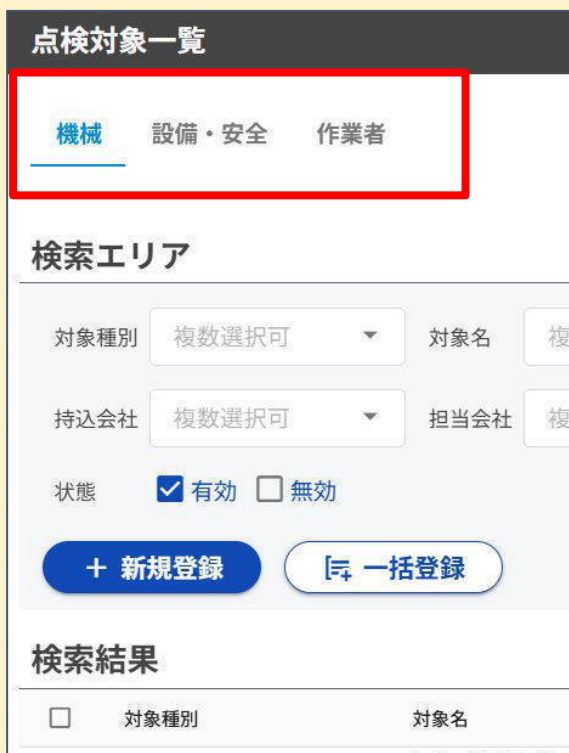 点検対象一覧
機械 設備・安全 作業者
検索エリア
対象種別 複数選択可 対象名 複
持込会社 複数選択可 担当会社 複
状態 有効 無効
+ 新規登録 一括登録
検索結果
対象種別 対象名